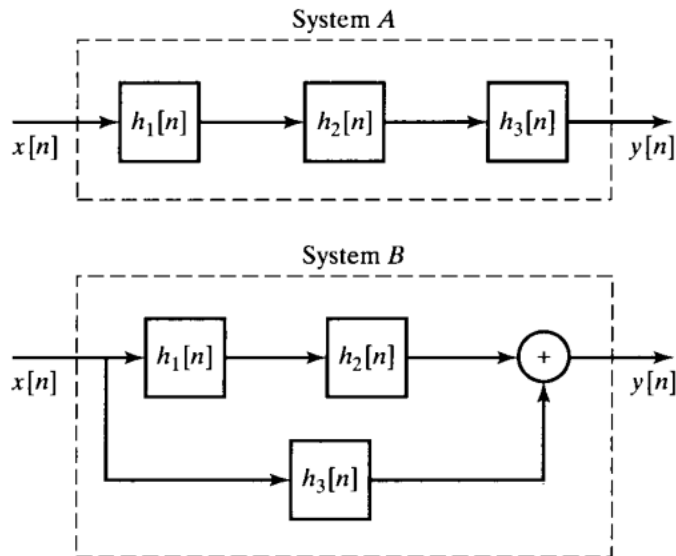 System A
h₁[n] h₂[n] h₃[n]
x[n] y[n]
System B
h₁[n] h₂[n] +
x[n] y[n]
h₃[n]